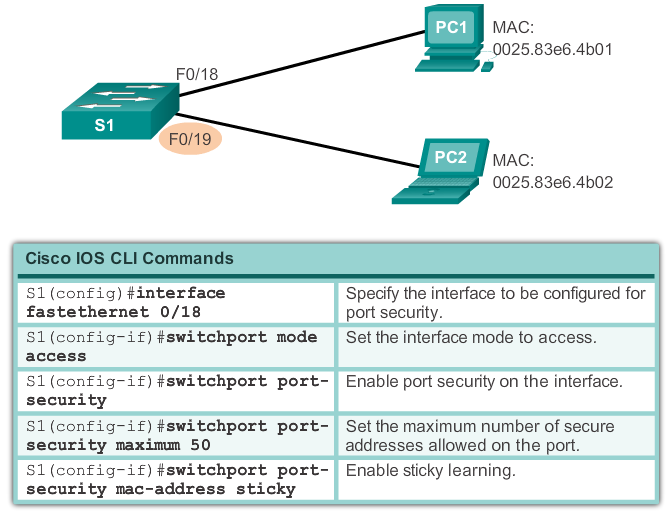 PC1
MAC:
0025.83e6.4b01
F0/18
S1
F0/19
PC2
MAC:
0025.83e6.4b02
Cisco IOS CLI Commands
S1(config)#interface
fastethernet 0/18
Specify the interface to be configured for
port security.
S1(config-if)#switchport mode
access
Set the interface mode to access.
S1(config-if)#switchport port-
security
Enable port security on the interface.
S1(config-if)#switchport port-
security maximum 50
Set the maximum number of secure
addresses allowed on the port.
S1(config-if)#switchport port-
security mac-address sticky
Enable sticky learning.